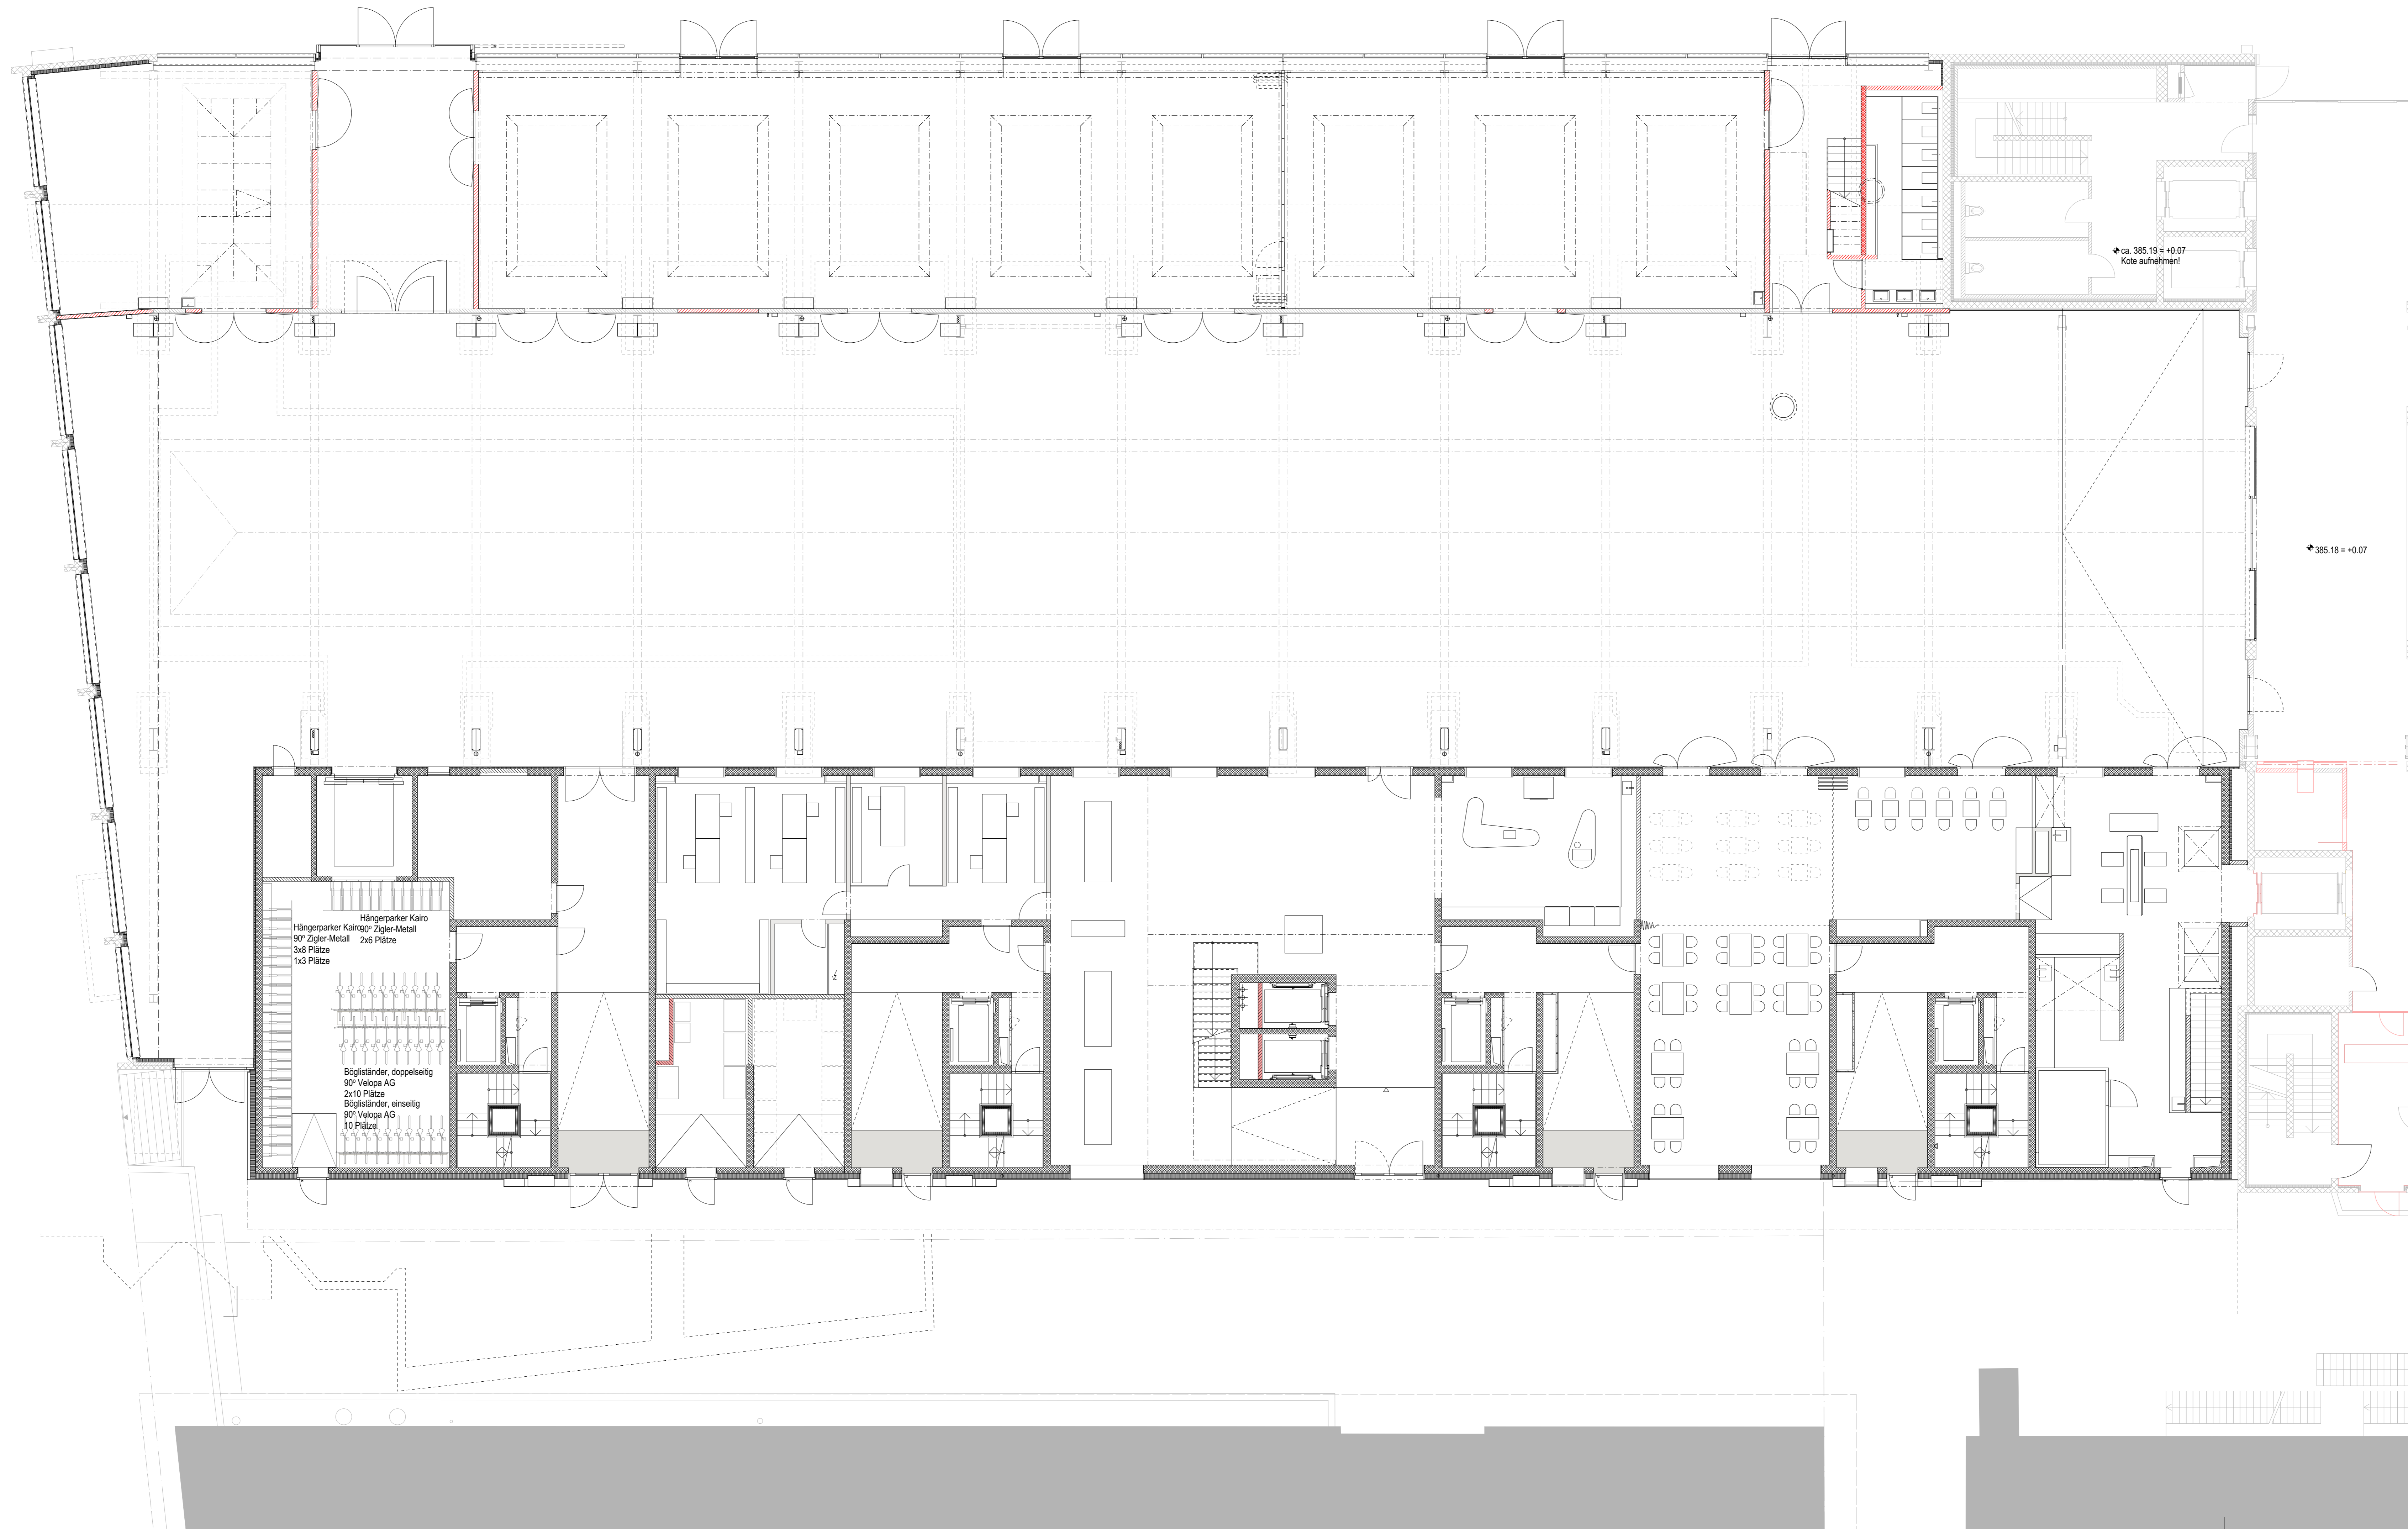 ca. 385.19 = +0.07
Kote aufnehmen!
385.18 = +0.07
Hängerparker Kairo
90° Zigler-Metall
2x6 Plätze
Hängerparker Kairo
90° Zigler-Metall
3x8 Plätze
1x3 Plätze
Bögliständer, doppelseitig
90° Velopa AG
2x10 Plätze
Bögliständer, einseitig
90° Velopa AG
10 Plätze